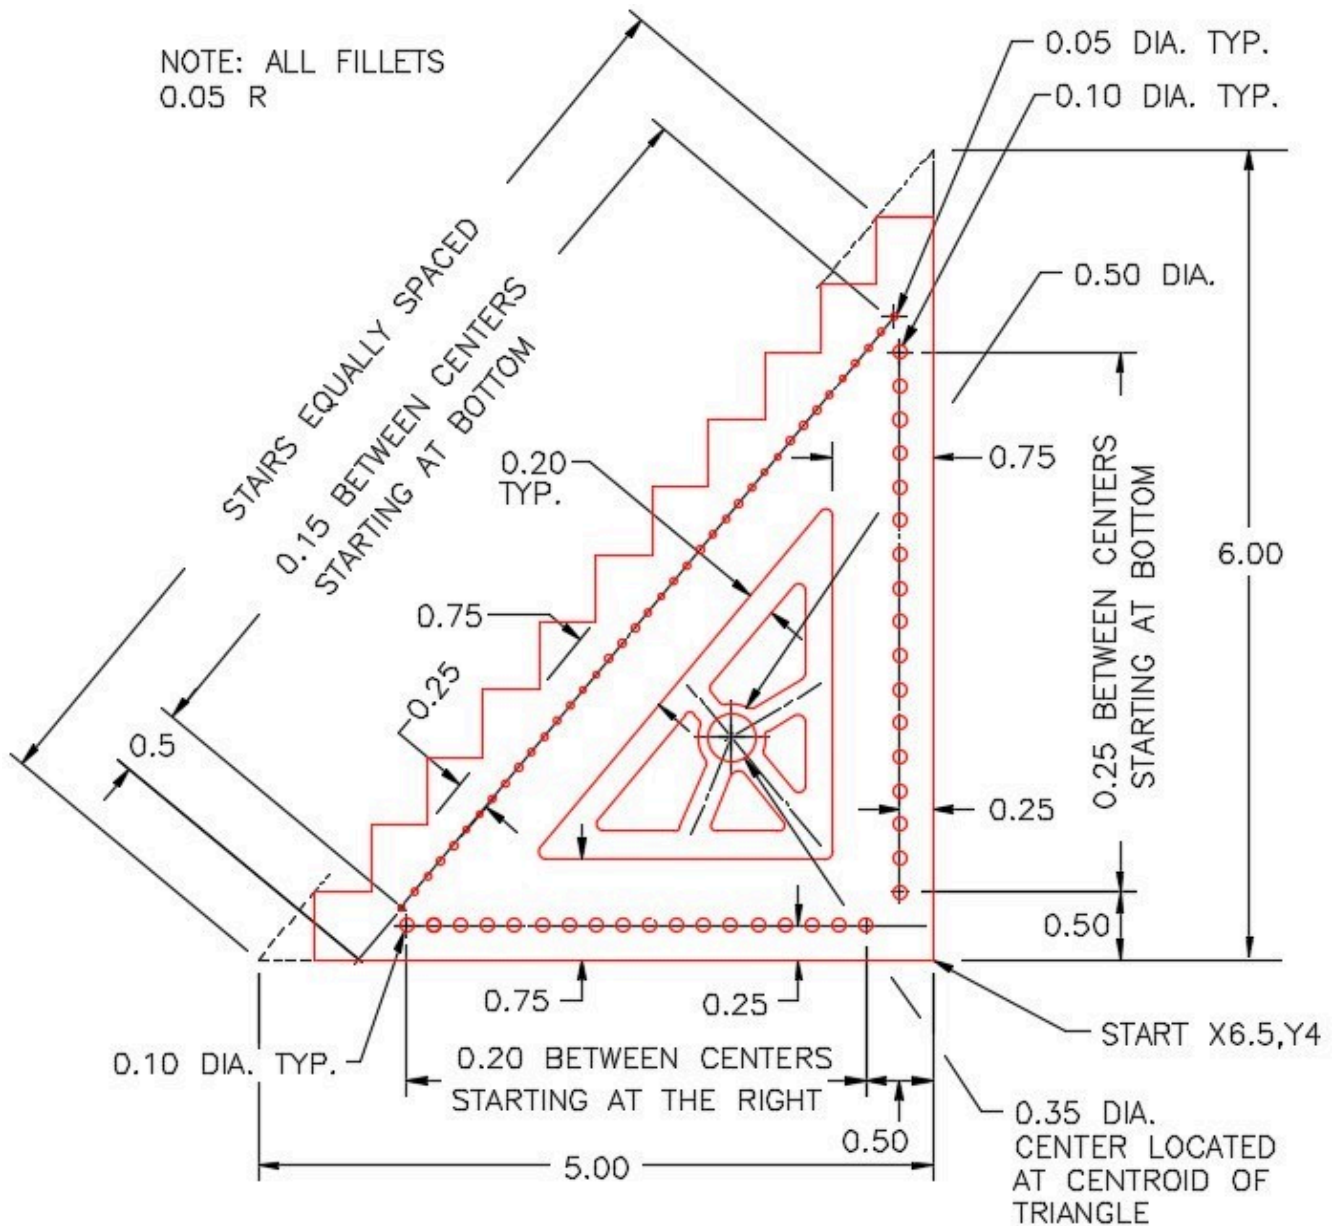 NOTE: ALL FILLETS
0.05 R
0.05 DIA. TYP.
0.10 DIA. TYP.
0.50 DIA.
STAIRS EQUALLY SPACED
0.15 BETWEEN CENTERS
STARTING AT BOTTOM
0.20
TYP.
0.75
0.75
0.25
0.5
0.25 BETWEEN CENTERS
STARTING AT BOTTOM
6.00
0.25
0.50
0.75
0.25
START X6.5,Y4
0.10 DIA. TYP.
0.20 BETWEEN CENTERS
STARTING AT THE RIGHT
0.50
5.00
0.35 DIA.
CENTER LOCATED
AT CENTROID OF
TRIANGLE